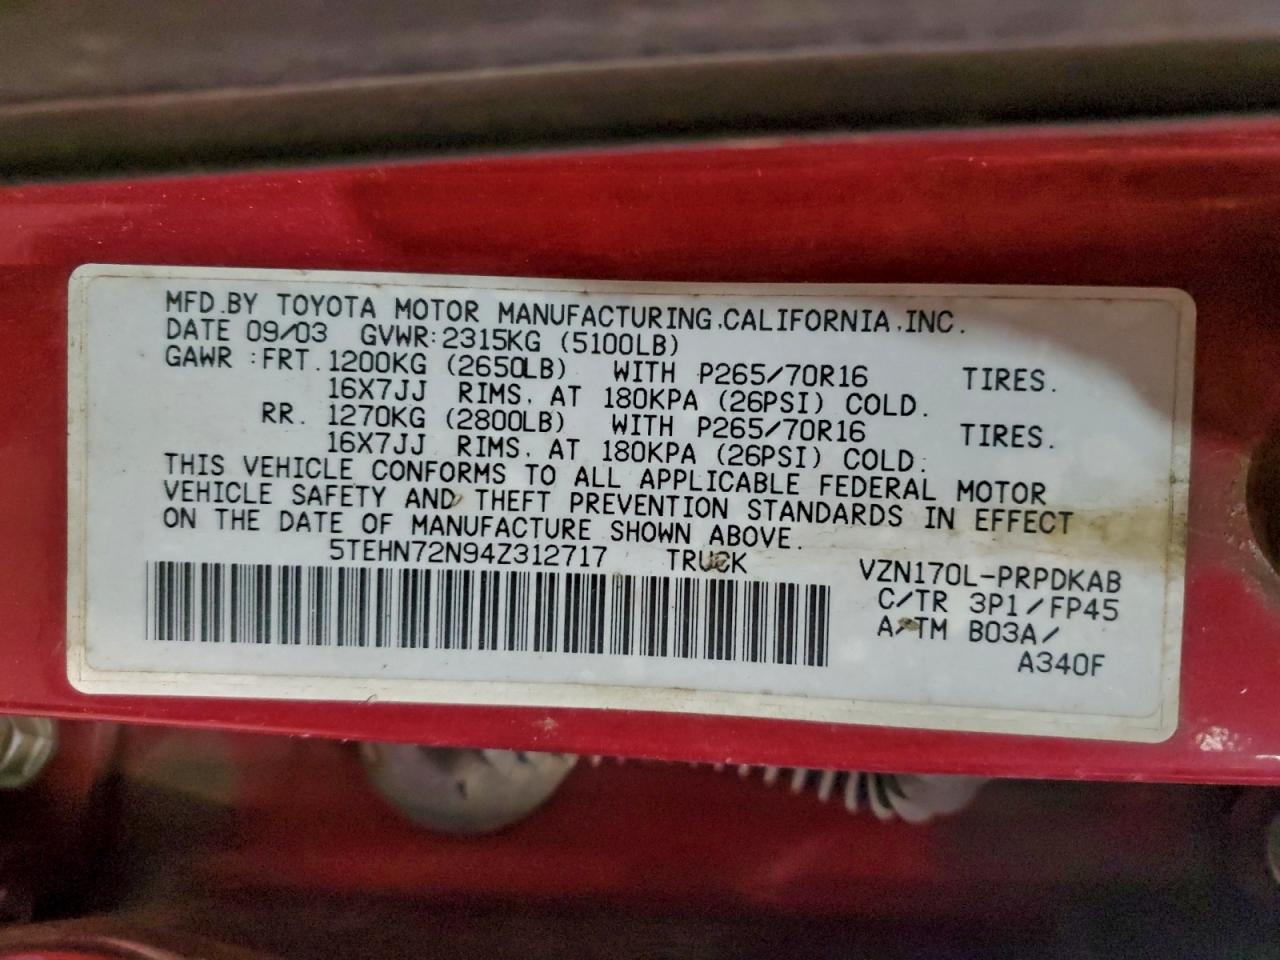 MFD.BY TOYOTA MOTOR MANUFACTURING,CALIFORNIA,INC.
DATE 09/03 GVWR:2315KG (5100LB)
GAWR :FRT. 1200KG (2650LB) WITH P265/70R16 TIRES.
16X7JJ RIMS, AT 180KPA (26PSI) COLD.
RR. 1270KG (2800LB) WITH P265/70R16 TIRES.
16X7JJ RIMS, AT 180KPA (26PSI) COLD.
THIS VEHICLE CONFORMS TO ALL APPLICABLE FEDERAL MOTOR
VEHICLE SAFETY AND THEFT PREVENTION STANDARDS IN EFFECT
ON THE DATE OF MANUFACTURE SHOWN ABOVE.
5TEHN72N94Z312717 TRUCK
VZN170L-PRPDKAB
C/TR 3P1/FP45
A/TM B03A/
A340F